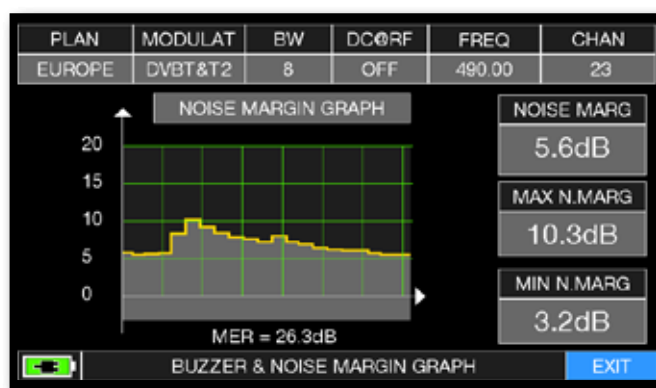 PLAN MODULAT BW DC@RF FREQ CHAN
EUROPE DVBT&T2 8 OFF 490.00 23
NOISE MARGIN GRAPH
NOISE MARG
5.6dB
MAX N.MARG
10.3dB
MIN N.MARG
3.2dB
20
15
10
5
0
MER = 26.3dB
BUZZER & NOISE MARGIN GRAPH EXIT